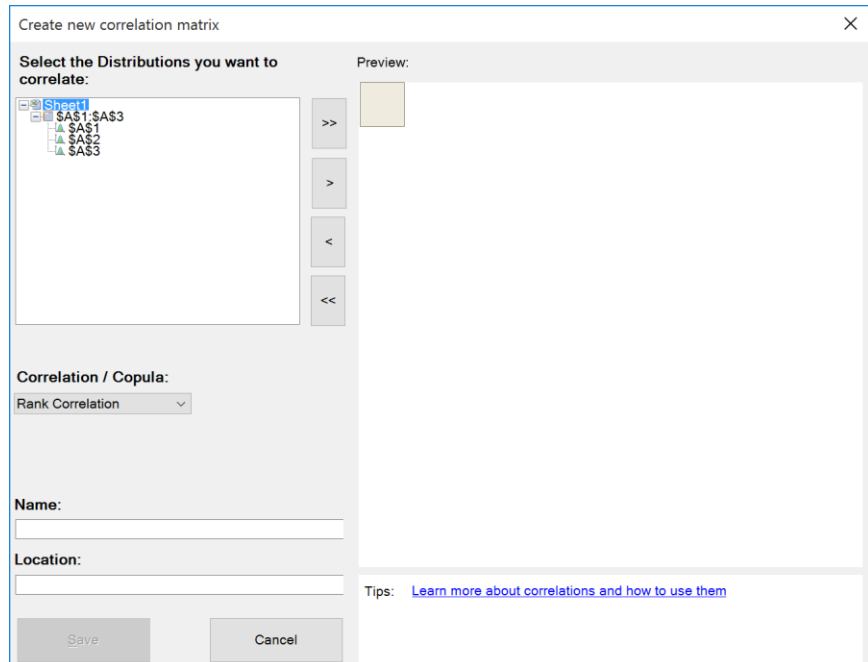 Create new correlation matrix
Select the Distributions you want to
correlate:
Preview:
Sheet1
$A$1:$A$3
$A$1
$A$2
$A$3
>>
>
<
<<
Correlation / Copula:
Rank Correlation
Name:
Location:
Save
Cancel
Tips: Learn more about correlations and how to use them